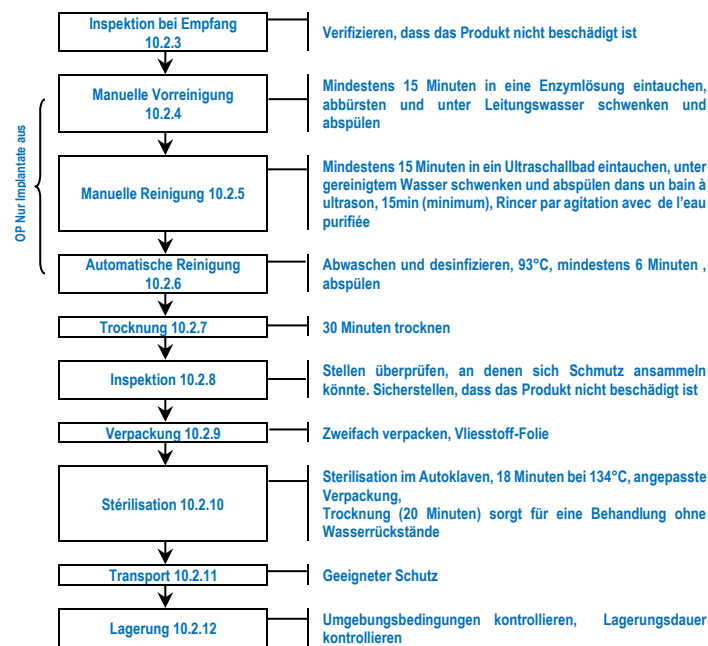 Inspektion bei Empfang
10.2.3
Verifizieren, dass das Produkt nicht beschädigt ist
Manuelle Vorreinigung
10.2.4
Mindestens 15 Minuten in eine Enzymlösung eintauchen,
abbürsten und unter Leitungswasser schwenken und
abspülen
OP Nur Implantate aus
Manuelle Reinigung 10.2.5
Mindestens 15 Minuten in ein Ultraschallbad eintauchen, unter
gereinigtem Wasser schwenken und abspülen dans un bain à
ultrason, 15min (minimum), Rincer par agitation avec de l'eau
purifiée
Automatische Reinigung
10.2.6
Abwaschen und desinfizieren, 93°C, mindestens 6 Minuten ,
abspülen
Trocknung 10.2.7
30 Minuten trocknen
Inspektion 10.2.8
Stellen überprüfen, an denen sich Schmutz ansammeln
könnte. Sicherstellen, dass das Produkt nicht beschädigt ist
Verpackung 10.2.9
Zweifach verpacken, Vliesstoff-Folie
Stérilisation 10.2.10
Sterilisation im Autoklaven, 18 Minuten bei 134°C, angepasste
Verpackung,
Trocknung (20 Minuten) sorgt für eine Behandlung ohne
Wasserrückstände
Transport 10.2.11
Geeigneter Schutz
Lagerung 10.2.12
Umgebungsbedingungen kontrollieren, Lagerungsdauer
kontrollieren